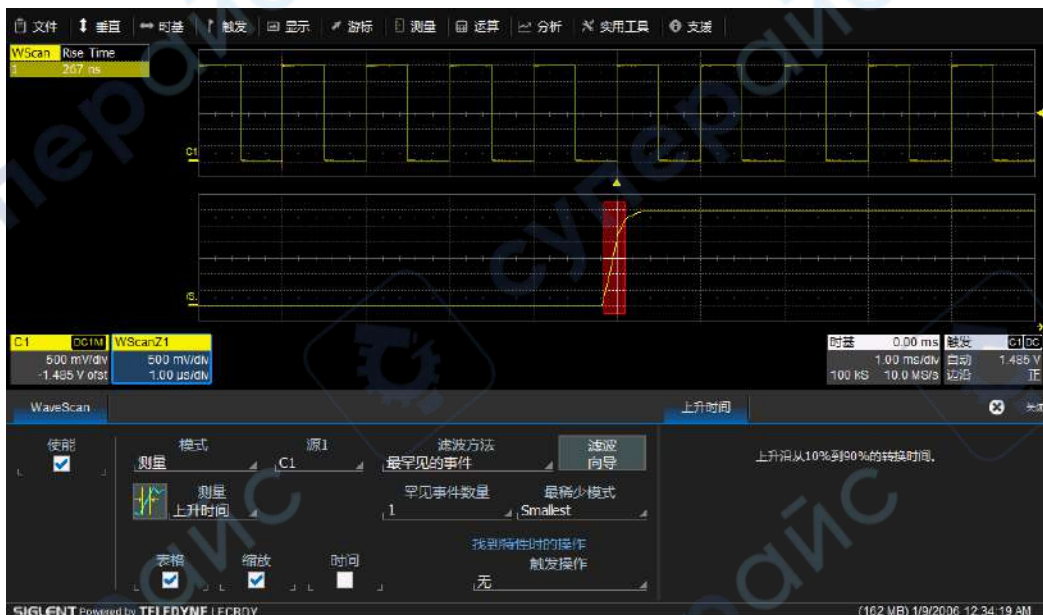 文件 垂直 时基 触发 显示 游标 测量 运算 分析 实用工具 支援
WScan Rise Time
1 267 ns
C1
C1 DC1M
500 mV/div
-1.485 V ofst
WScanZ1
500 mV/div
1.00 µs/div
时基 0.00 ms
1.00 ms/div
100 kS 10.0 MS/s
触发 C1 DC
自动 1.485 V
边沿 正
WaveScan
上升时间
关闭
使能
模式
测量
源1
C1
滤波方法
最罕见的事件
滤波
向导
上升沿从10%到90%的转换时间。
测量
上升时间
罕见事件数量
1
最稀少模式
Smallest
找到特性时的操作
触发操作
无
表格 缩放 时间
SIGLENT Powered by TELEDYNE LECROY
(162 MB) 1/9/2006 12:34:19 AM
суперайс